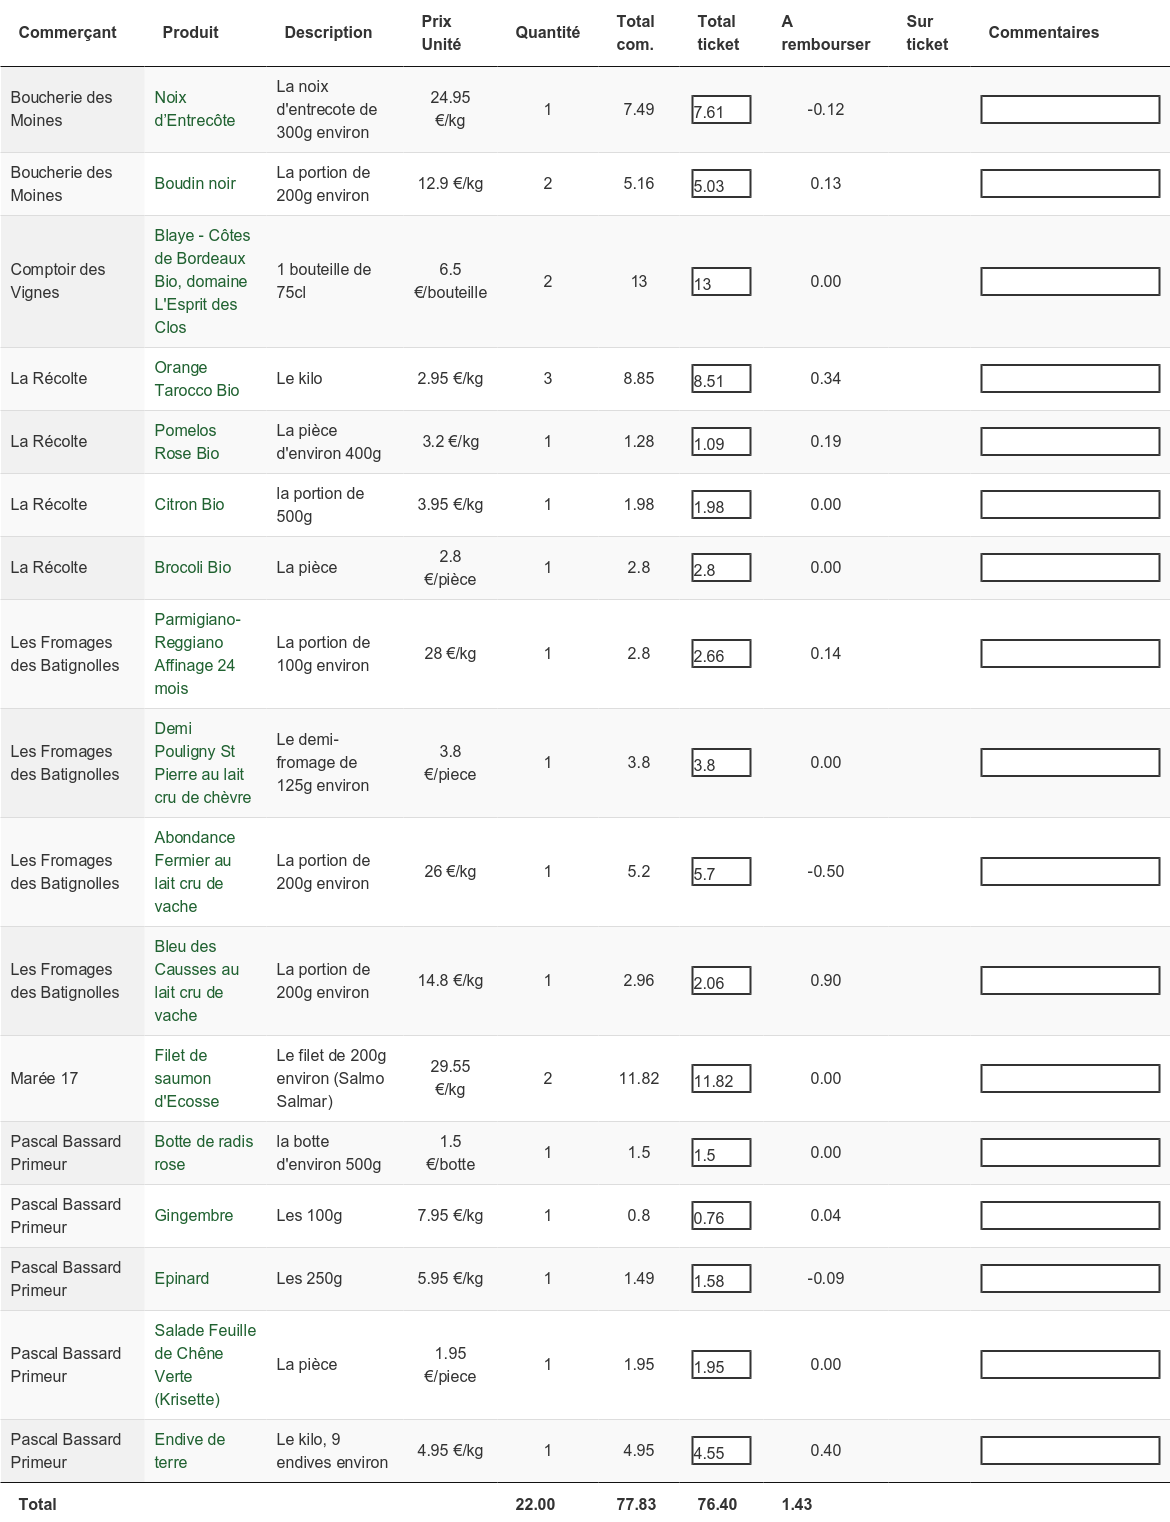 Commerçant Produit Description Prix Unité Quantité Total com. Total ticket A rembourser Sur ticket Commentaires
Boucherie des Moines Noix d'Entrecôte La noix d'entrecote de 300g environ 24.95 €/kg 1 7.49 7.61 -0.12
Boucherie des Moines Boudin noir La portion de 200g environ 12.9 €/kg 2 5.16 5.03 0.13
Comptoir des Vignes Blaye - Côtes de Bordeaux Bio, domaine L'Esprit des Clos 1 bouteille de 75cl 6.5 €/bouteille 2 13 13 0.00
La Récolte Orange Tarocco Bio Le kilo 2.95 €/kg 3 8.85 8.51 0.34
La Récolte Pomelos Rose Bio La pièce d'environ 400g 3.2 €/kg 1 1.28 1.09 0.19
La Récolte Citron Bio la portion de 500g 3.95 €/kg 1 1.98 1.98 0.00
La Récolte Brocoli Bio La pièce 2.8 €/pièce 1 2.8 2.8 0.00
Les Fromages des Batignolles Parmigiano-Reggiano Affinage 24 mois La portion de 100g environ 28 €/kg 1 2.8 2.66 0.14
Les Fromages des Batignolles Demi Pouligny St Pierre au lait cru de chèvre Le demi-fromage de 125g environ 3.8 €/piece 1 3.8 3.8 0.00
Les Fromages des Batignolles Abondance Fermier au lait cru de vache La portion de 200g environ 26 €/kg 1 5.2 5.7 -0.50
Les Fromages des Batignolles Bleu des Causses au lait cru de vache La portion de 200g environ 14.8 €/kg 1 2.96 2.06 0.90
Marée 17 Filet de saumon d'Ecosse Le filet de 200g environ (Salmo Salmar) 29.55 €/kg 2 11.82 11.82 0.00
Pascal Bassard Primeur Botte de radis rose la botte d'environ 500g 1.5 €/botte 1 1.5 1.5 0.00
Pascal Bassard Primeur Gingembre Les 100g 7.95 €/kg 1 0.8 0.76 0.04
Pascal Bassard Primeur Epinard Les 250g 5.95 €/kg 1 1.49 1.58 -0.09
Pascal Bassard Primeur Salade Feuille de Chêne Verte (Krisette) La pièce 1.95 €/piece 1 1.95 1.95 0.00
Pascal Bassard Primeur Endive de terre Le kilo, 9 endives environ 4.95 €/kg 1 4.95 4.55 0.40
Total 22.00 77.83 76.40 1.43